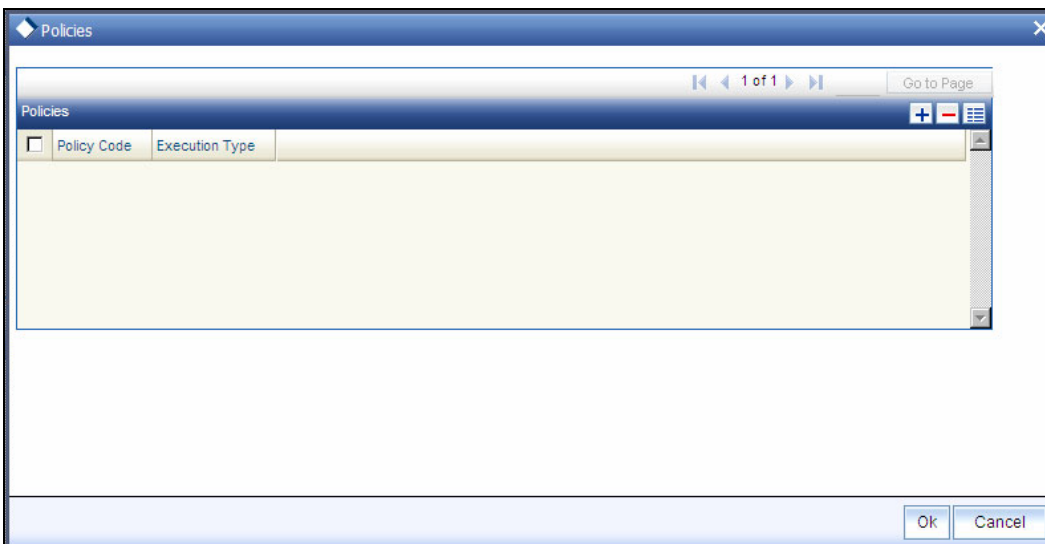 Policies
1 of 1 Go to Page
Policies
Policy Code Execution Type
Ok Cancel